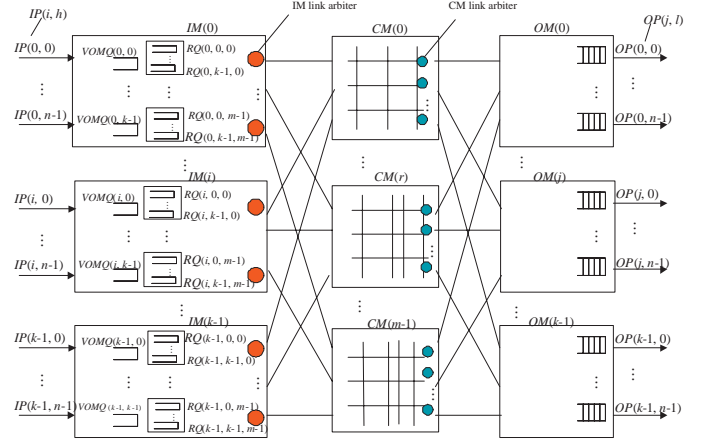 IM link arbiter
CM link arbiter
IP(i, h)
IM(0)
CM(0)
OM(0)
OP(j, l)
IP(0, 0)
VOMQ(0, 0)
RQ(0, 0, 0)
RQ(0, k-1, 0)
OP(0, 0)
IP(0, n-1)
VOMQ(0, k-1)
RQ(0, 0, m-1)
RQ(0, k-1, m-1)
OP(0, n-1)
IM(i)
CM(r)
OM(j)
IP(i, 0)
VOMQ(i, 0)
RQ(i, 0, 0)
RQ(i, k-1, 0)
OP(j, 0)
IP(i, n-1)
VOMQ(i, k-1)
RQ(i, 0, m-1)
RQ(i, k-1, m-1)
OP(j, n-1)
IM(k-1)
CM(m-1)
OM(k-1)
IP(k-1, 0)
VOMQ(k-1, 0)
RQ(k-1, 0, 0)
RQ(k-1, k-1, 0)
OP(k-1, 0)
IP(k-1, n-1)
VOMQ(k-1, k-1)
RQ(k-1, 0, m-1)
RQ(k-1, k-1, m-1)
OP(k-1, n-1)